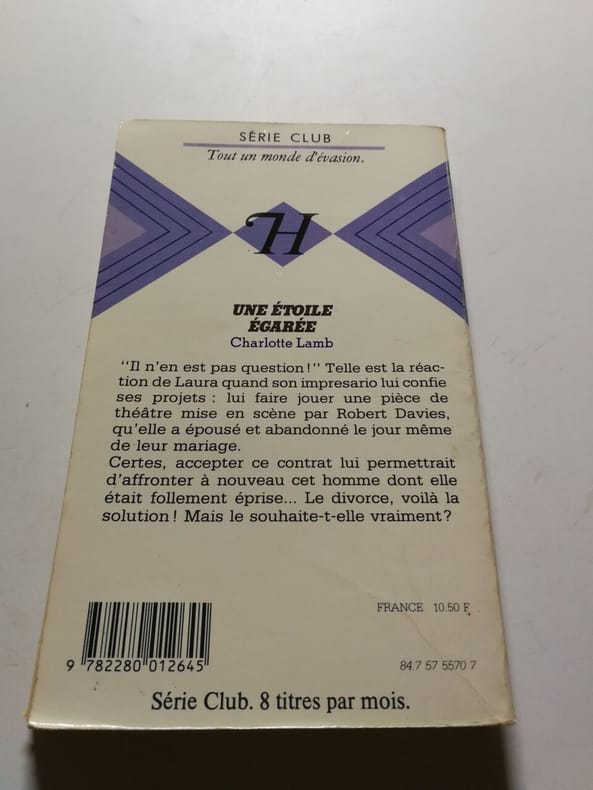 SÉRIE CLUB
Tout un monde d'évasion.
H
UNE ÉTOILE
ÉGARÉE
Charlotte Lamb
"Il n'en est pas question!" Telle est la réac-
tion de Laura quand son impresario lui confie
ses projets : lui faire jouer une pièce de
théâtre mise en scène par Robert Davies,
qu'elle a épousé et abandonné le jour même
de leur mariage.
Certes, accepter ce contrat lui permettrait
d'affronter à nouveau cet homme dont elle
était follement éprise... Le divorce, voilà la
solution! Mais le souhaite-t-elle vraiment?
FRANCE 10.50 F
9 782280 012645
84.7 57 5570 7
Série Club. 8 titres par mois.